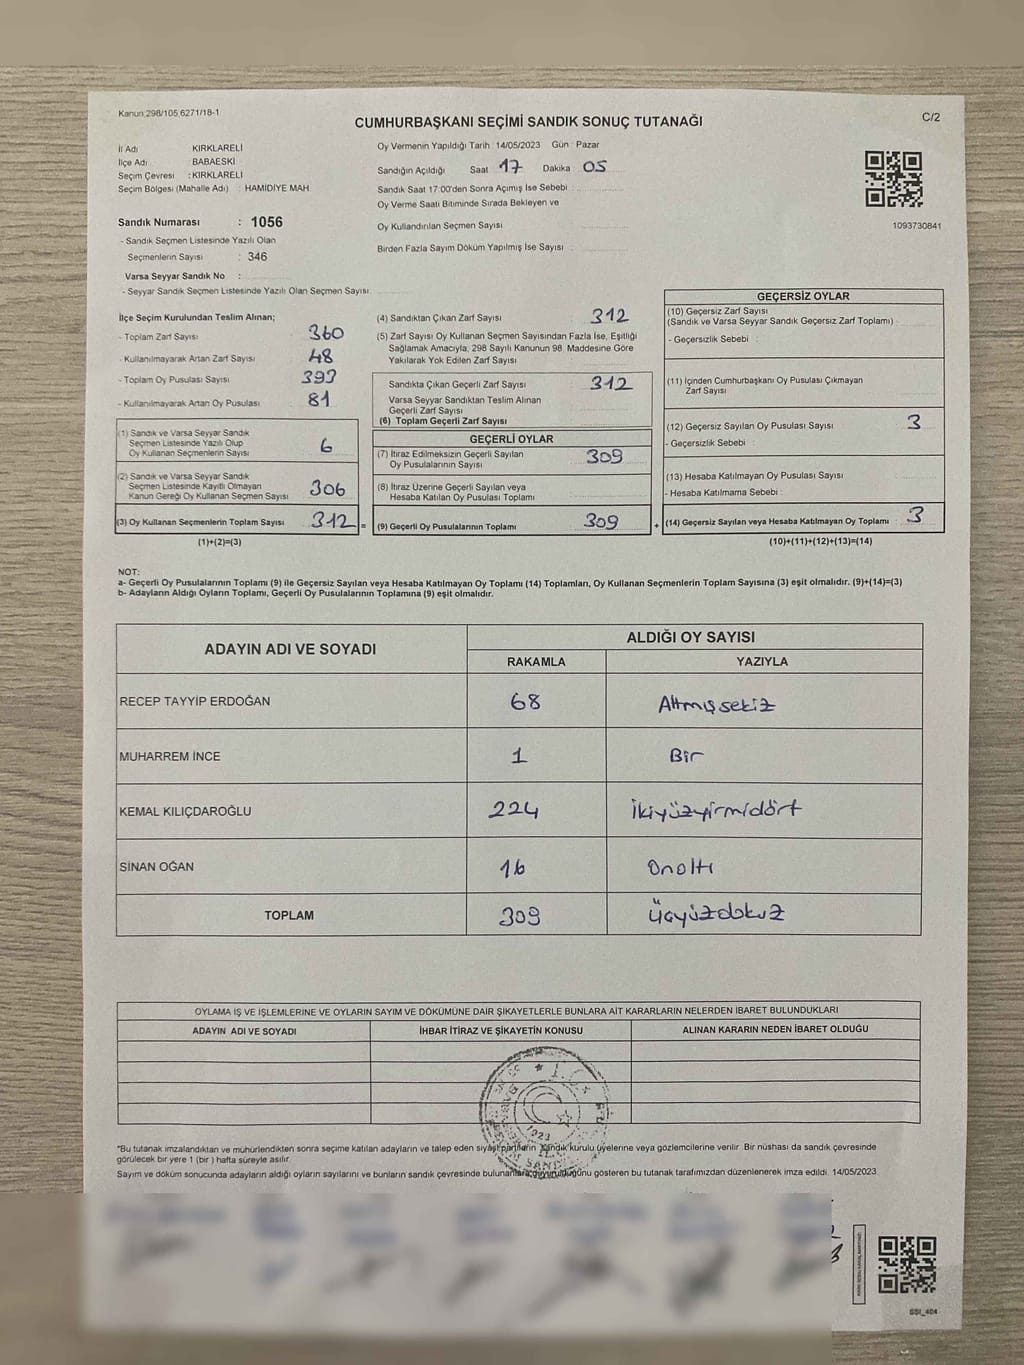 Kanun:298/105;6271/18-1
CUMHURBAŞKANI SEÇİMİ SANDIK SONUÇ TUTANAĞI
C/2
İl Adı KIRKLARELİ
İlçe Adı : BABAESKİ
Seçim Çevresi : KIRKLARELİ
Seçim Bölgesi (Mahalle Adı) : HAMİDİYE MAH
Sandık Numarası : 1056
- Sandık Seçmen Listesinde Yazılı Olan
Seçmenlerin Sayısı : 346
Varsa Seyyar Sandık No :
- Seyyar Sandık Seçmen Listesinde Yazılı Olan Seçmen Sayısı
Oy Vermenin Yapıldığı Tarih : 14/05/2023 Gün : Pazar
Sandığın Açıldığı Saat 17 Dakika 05
Sandık Saat 17:00'den Sonra Açımış İse Sebebi :
Oy Verme Saati Bitiminde Sırada Bekleyen ve
Oy Kullandırılan Seçmen Sayısı
Birden Fazla Sayım Döküm Yapılmış İse Sayısı
1093730841
İlçe Seçim Kurulundan Teslim Alınan;
- Toplam Zarf Sayısı 360
- Kullanılmayarak Artan Zarf Sayısı 48
- Toplam Oy Pusulası Sayısı 393
- Kullanılmayarak Artan Oy Pusulası 81
(1) Sandık ve Varsa Seyyar Sandık
Seçmen Listesinde Yazılı Olup
Oy Kullanan Seçmenlerin Sayısı 6
(2) Sandık ve Varsa Seyyar Sandık
Seçmen Listesinde Kayıtlı Olmayan
Kanun Gereği Oy Kullanan Seçmen Sayısı 306
(3) Oy Kullanan Seçmenlerin Toplam Sayısı 312 =
(1)+(2)=(3)
(4) Sandıktan Çıkan Zarf Sayısı 312
(5) Zarf Sayısı Oy Kullanan Seçmen Sayısından Fazla İse, Eşitliği
Sağlamak Amacıyla, 298 Sayılı Kanunun 98. Maddesine Göre
Yakılarak Yok Edilen Zarf Sayısı
Sandıkta Çıkan Geçerli Zarf Sayısı 312
Varsa Seyyar Sandıktan Teslim Alınan
Geçerli Zarf Sayısı
(6) Toplam Geçerli Zarf Sayısı
GEÇERLİ OYLAR
(7) İtiraz Edilmeksizin Geçerli Sayılan
Oy Pusulalarının Sayısı 309
(8) İtiraz Üzerine Geçerli Sayılan veya
Hesaba Katılan Oy Pusulası Toplamı
(9) Geçerli Oy Pusulalarının Toplamı 309 +
GEÇERSİZ OYLAR
(10) Geçersiz Zarf Sayısı
(Sandık ve Varsa Seyyar Sandık Geçersiz Zarf Toplamı) :
- Geçersizlik Sebebi :
(11) İçinden Cumhurbaşkanı Oy Pusulası Çıkmayan
Zarf Sayısı
(12) Geçersiz Sayılan Oy Pusulası Sayısı 3
- Geçersizlik Sebebi :
(13) Hesaba Katılmayan Oy Pusulası Sayısı
- Hesaba Katılmama Sebebi :
(14) Geçersiz Sayılan veya Hesaba Katılmayan Oy Toplamı 3
(10)+(11)+(12)+(13)=(14)
NOT:
a- Geçerli Oy Pusulalarının Toplamı (9) ile Geçersiz Sayılan veya Hesaba Katılmayan Oy Toplamı (14) Toplamları, Oy Kullanan Seçmenlerin Toplam Sayısına (3) eşit olmalıdır. (9)+(14)=(3)
b- Adayların Aldığı Oyların Toplamı, Geçerli Oy Pusulalarının Toplamına (9) eşit olmalıdır.
ADAYIN ADI VE SOYADI ALDIĞI OY SAYISI
RAKAMLA YAZIYLA
RECEP TAYYİP ERDOĞAN 68 Altmışsekiz
MUHARREM İNCE 1 Bir
KEMAL KILIÇDAROĞLU 224 İkiyüzyirmidört
SİNAN OĞAN 16 Onaltı
TOPLAM 309 Üçyüzdokuz
OYLAMA İŞ VE İŞLEMLERİNE VE OYLARIN SAYIM VE DÖKÜMÜNE DAİR ŞİKAYETLERLE BUNLARA AİT KARARLARIN NELERDEN İBARET BULUNDUKLARI
ADAYIN ADI VE SOYADI İHBAR İTİRAZ VE ŞİKAYETİN KONUSU ALINAN KARARIN NEDEN İBARET OLDUĞU
1923
*Bu tutanak imzalandıktan ve mühürlendikten sonra seçime katılan adayların ve talep eden siyasi partilerin sandık kurulu üyelerine veya gözlemcilerine verilir. Bir nüshası da sandık çevresinde
görülecek bir yere 1 (bir ) hafta süreyle asılır.
Sayım ve döküm sonucunda adayların aldığı oyların sayılarını ve bunların sandık çevresinde bulunanlara duyurulduğunu gösteren bu tutanak tarafımızdan düzenlenerek imza edildi. 14/05/2023
SSI_404